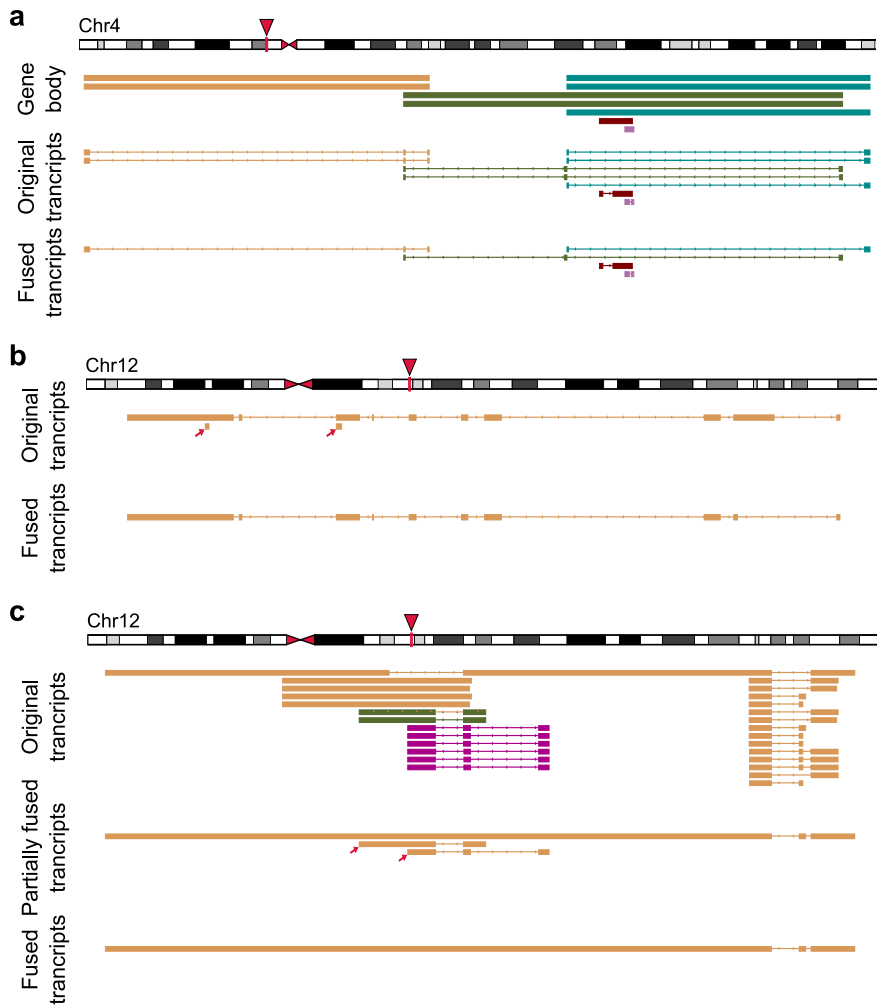 a
Chr4
Gene
body
Original
trancripts
Fused
trancripts
b
Chr12
Original
trancripts
Fused
trancripts
c
Chr12
Original
trancripts
Partially fused
trancripts
Fused
trancripts